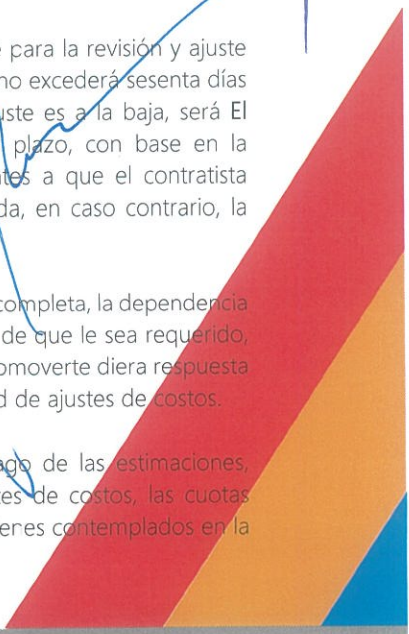 para la revisión y ajuste
no excederá sesenta días
uste es a la baja, será El
plazo, con base en la
a que el contratista
da, en caso contrario, la
completa, la dependencia
de que le sea requerido,
omoverte diera respuesta
d de ajustes de costos.
ago de las estimaciones,
es de costos, las cuotas
eres contemplados en la